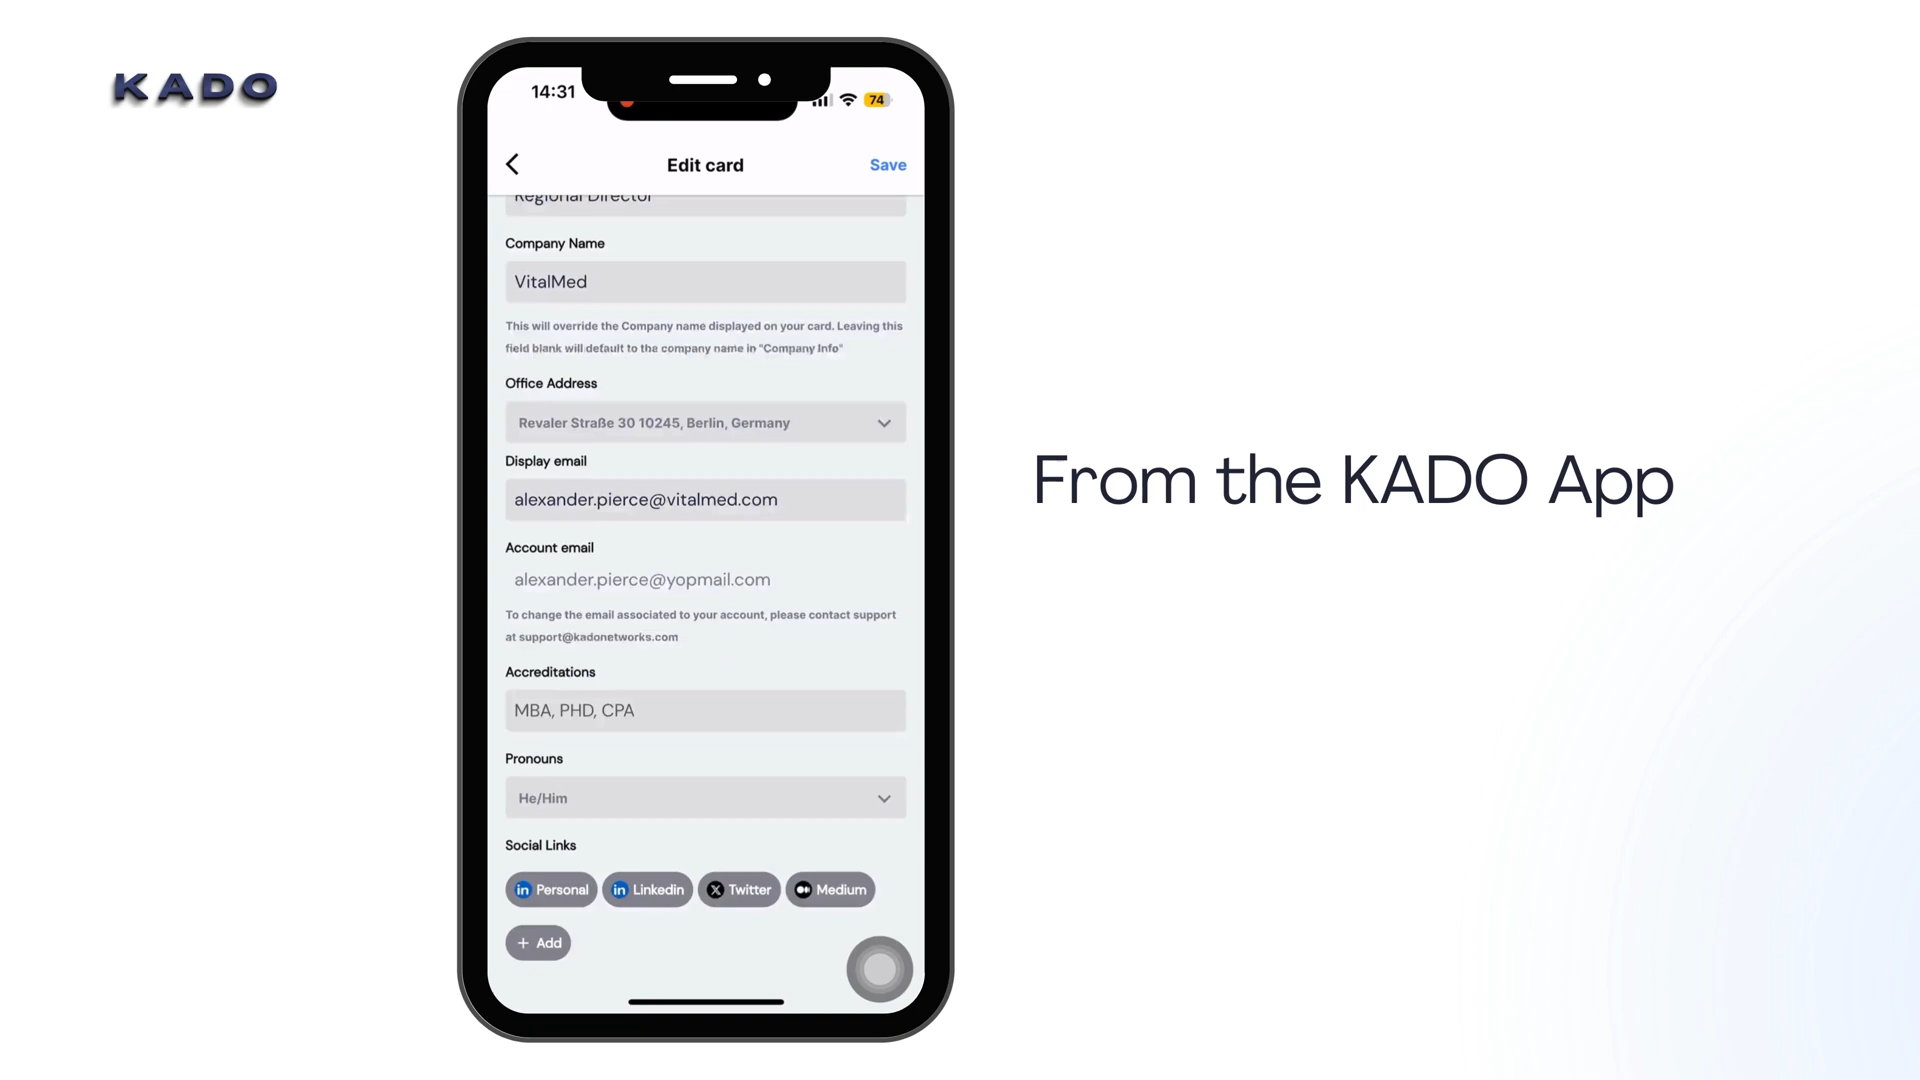 KADO
14:31
74
Edit card
Save
Regional Director
Company Name
VitalMed
This will override the Company name displayed on your card. Leaving this
field blank will default to the company name in "Company Info"
Office Address
Revaler Straße 30 10245, Berlin, Germany
Display email
alexander.pierce@vitalmed.com
Account email
alexander.pierce@yopmail.com
To change the email associated to your account, please contact support
at support@kadonetworks.com
Accreditations
MBA, PHD, CPA
Pronouns
He/Him
Social Links
in Personal
in Linkedin
X Twitter
Medium
+ Add
From the KADO App